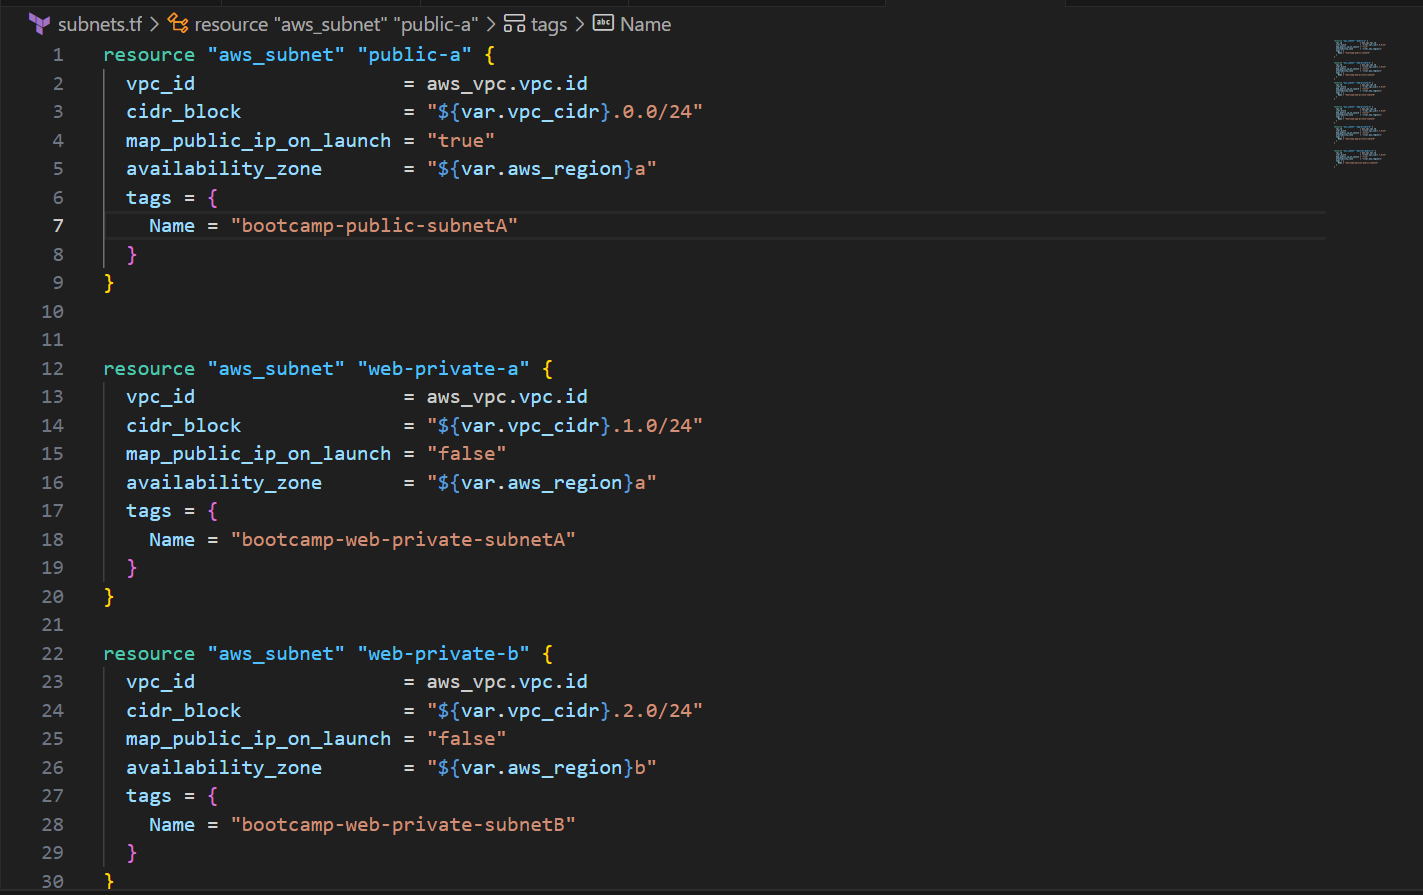 subnets.tf > resource "aws_subnet" "public-a" > tags > abc Name
1 resource "aws_subnet" "public-a" {
2   vpc_id                  = aws_vpc.vpc.id
3   cidr_block              = "${var.vpc_cidr}.0.0/24"
4   map_public_ip_on_launch = "true"
5   availability_zone       = "${var.aws_region}a"
6   tags = {
7     Name = "bootcamp-public-subnetA"
8   }
9 }
10
11
12 resource "aws_subnet" "web-private-a" {
13   vpc_id                  = aws_vpc.vpc.id
14   cidr_block              = "${var.vpc_cidr}.1.0/24"
15   map_public_ip_on_launch = "false"
16   availability_zone       = "${var.aws_region}a"
17   tags = {
18     Name = "bootcamp-web-private-subnetA"
19   }
20 }
21
22 resource "aws_subnet" "web-private-b" {
23   vpc_id                  = aws_vpc.vpc.id
24   cidr_block              = "${var.vpc_cidr}.2.0/24"
25   map_public_ip_on_launch = "false"
26   availability_zone       = "${var.aws_region}b"
27   tags = {
28     Name = "bootcamp-web-private-subnetB"
29   }
30 }